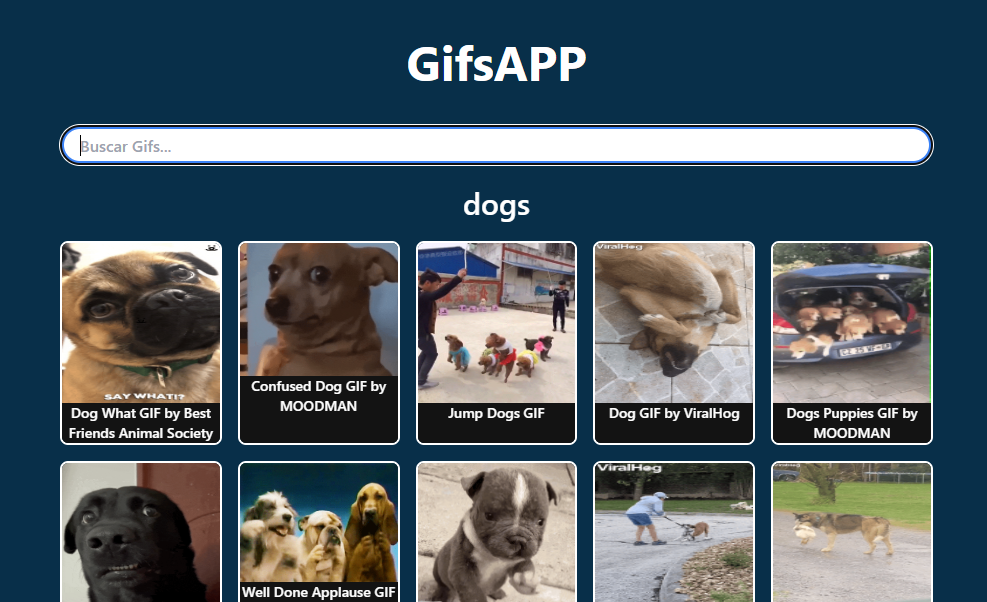 GifsAPP
Buscar Gifs...
dogs
SAY WHAT!?
Dog What GIF by Best
Friends Animal Society
Confused Dog GIF by
MOODMAN
Jump Dogs GIF
ViralHog
Dog GIF by ViralHog
Dogs Puppies GIF by
MOODMAN
Well Done Applause GIF
ViralHog